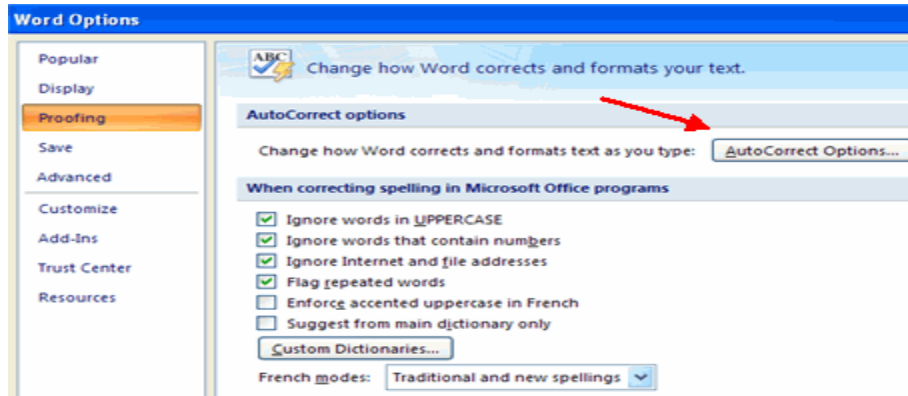 Word Options
Popular
Display
Proofing
Save
Advanced
Customize
Add-Ins
Trust Center
Resources
ABC
Change how Word corrects and formats your text.
AutoCorrect options
Change how Word corrects and formats text as you type: AutoCorrect Options...
When correcting spelling in Microsoft Office programs
Ignore words in UPPERCASE
Ignore words that contain numbers
Ignore Internet and file addresses
Flag repeated words
Enforce accented uppercase in French
Suggest from main dictionary only
Custom Dictionaries...
French modes: Traditional and new spellings